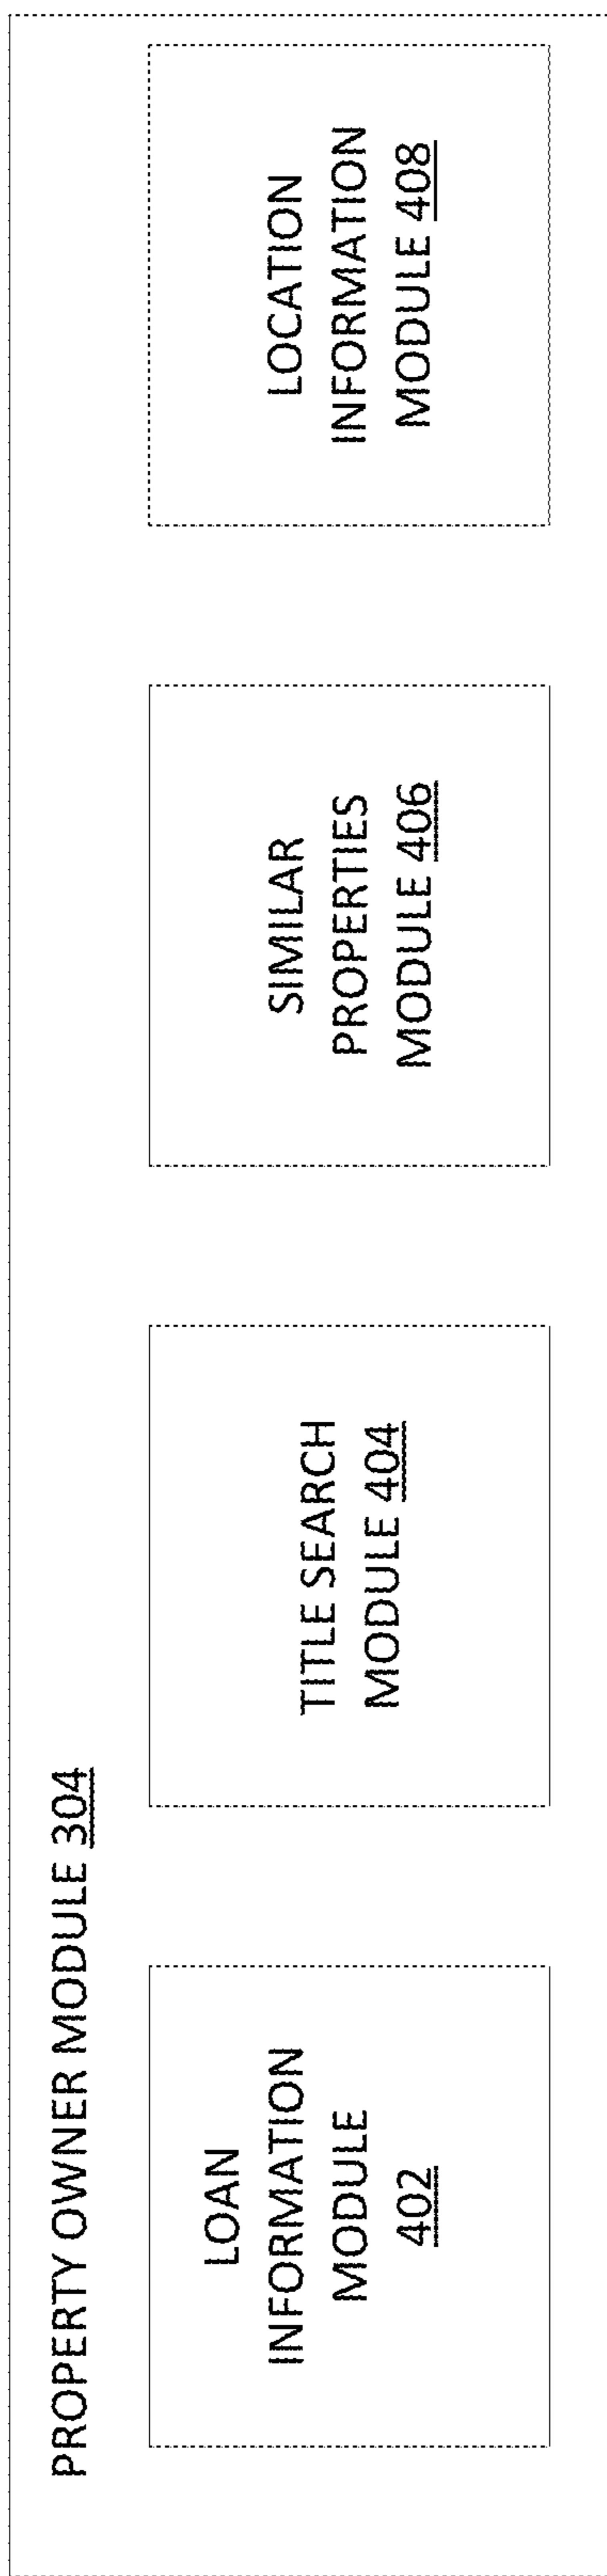 PROPERTY OWNER MODULE 304
LOAN
INFORMATION
MODULE
402
TITLE SEARCH
MODULE 404
SIMILAR
PROPERTIES
MODULE 406
LOCATION
INFORMATION
MODULE 408